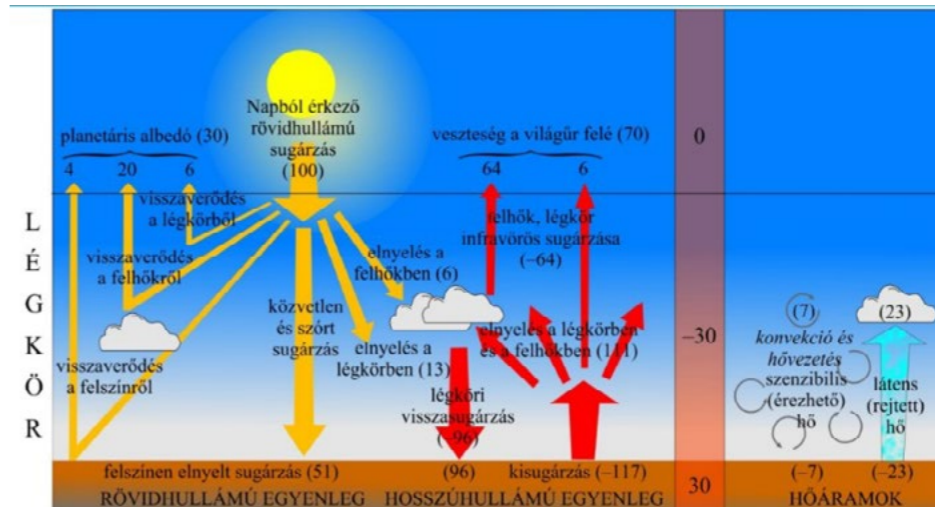 Napból érkező
rövidhullámú
sugárzás
(100)
planetáris albedó (30)
4 20 6
veszteség a világűr felé (70)
64 6
0
LÉGKÖR
visszaverődés
a légkörből
visszaverődés
a felhőkről
visszaverődés
a felszínről
közvetlen
és szórt
sugárzás
elnyelés a
felhőkben (6)
elnyelés a
légkörben (13)
felhők, légkör
infravörös sugárzása
(−64)
elnyelés a légkörben
és a felhőkben (111)
légköri
visszasugárzás
(−96)
−30
(7)
konvekció és
hővezetés
szenzibilis
(érezhető)
hő
(23)
látens
(rejtett)
hő
felszínen elnyelt sugárzás (51)
RÖVIDHULLÁMÚ EGYENLEG
(96) kisugárzás (−117)
HOSSZÚHULLÁMÚ EGYENLEG
30
(−7) (−23)
HŐÁRAMOK